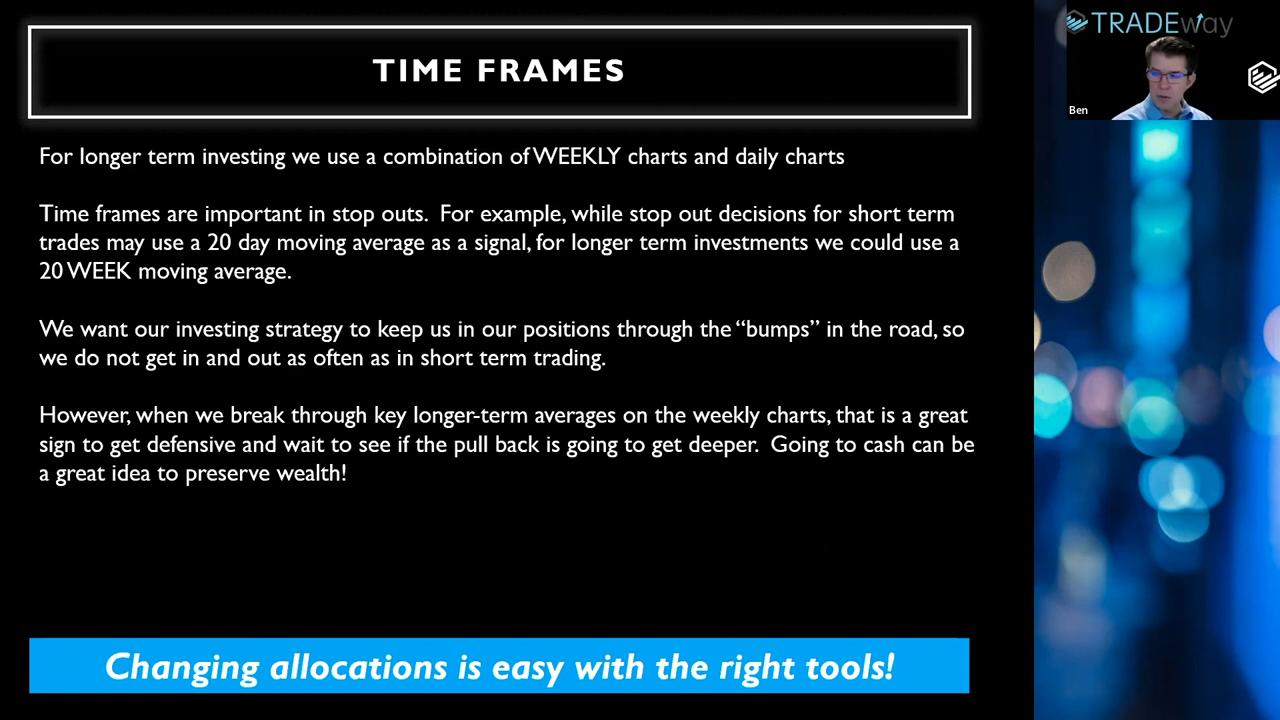 TIME FRAMES
For longer term investing we use a combination of WEEKLY charts and daily charts
Time frames are important in stop outs.  For example, while stop out decisions for short term
trades may use a 20 day moving average as a signal, for longer term investments we could use a
20 WEEK moving average.
We want our investing strategy to keep us in our positions through the “bumps” in the road, so
we do not get in and out as often as in short term trading.
However, when we break through key longer-term averages on the weekly charts, that is a great
sign to get defensive and wait to see if the pull back is going to get deeper.  Going to cash can be
a great idea to preserve wealth!
Changing allocations is easy with the right tools!
TRADEway
Ben